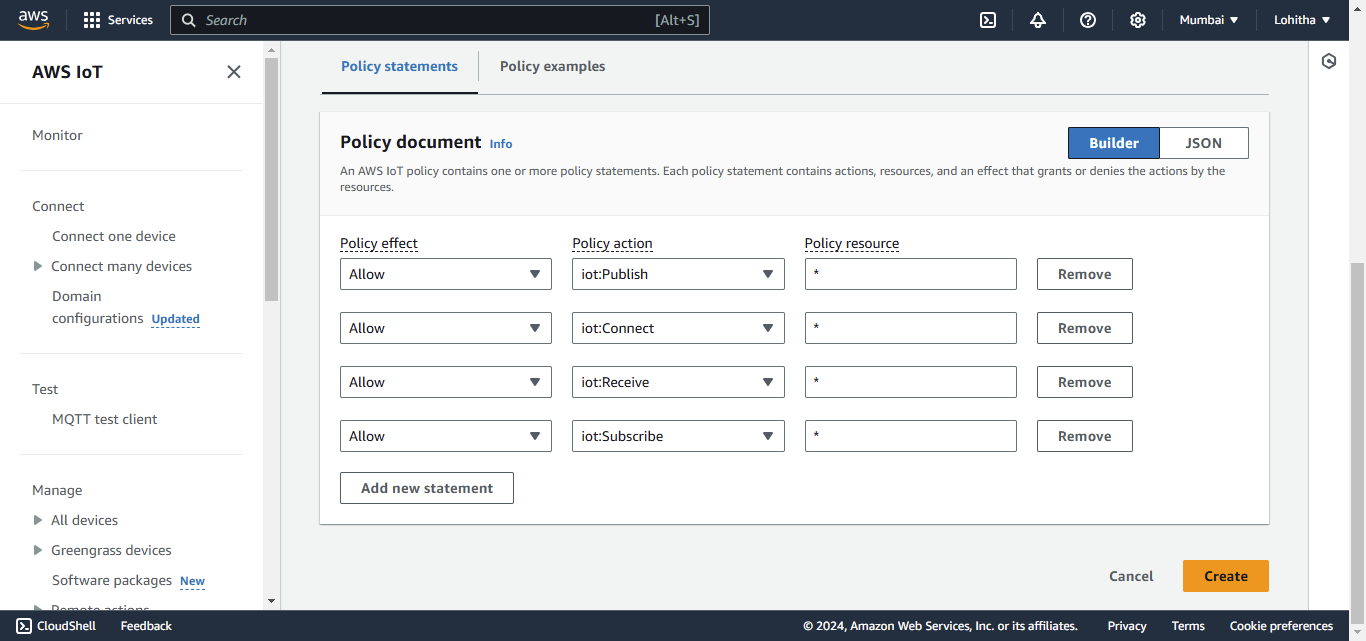 aws
Services
Search
[Alt+S]
Mumbai
Lohitha
AWS IoT
Monitor
Connect
Connect one device
Connect many devices
Domain
configurations Updated
Test
MQTT test client
Manage
All devices
Greengrass devices
Software packages New
Remote actions
Policy statements
Policy examples
Policy document Info
Builder
JSON
An AWS IoT policy contains one or more policy statements. Each policy statement contains actions, resources, and an effect that grants or denies the actions by the
resources.
Policy effect Policy action Policy resource
Allow iot:Publish * Remove
Allow iot:Connect * Remove
Allow iot:Receive * Remove
Allow iot:Subscribe * Remove
Add new statement
Cancel
Create
CloudShell
Feedback
© 2024, Amazon Web Services, Inc. or its affiliates.
Privacy
Terms
Cookie preferences